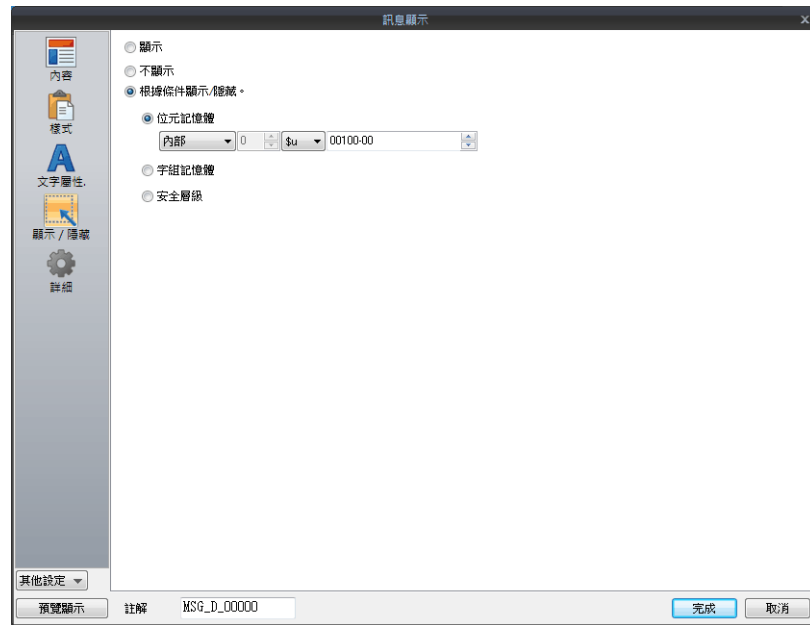 訊息顯示
內容
樣式
文字屬性.
顯示 / 隱藏
詳細
顯示
不顯示
根據條件顯示/隱藏。
位元記憶體
內部 0 $u 00100-00
字組記憶體
安全層級
其他設定
預覽顯示 註解 MSG_D_00000 完成 取消